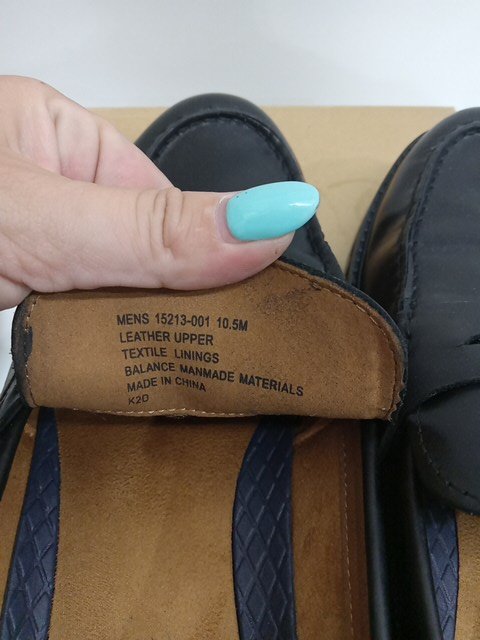 MENS 15213-001 10.5M
LEATHER UPPER
TEXTILE LININGS
BALANCE MANMADE MATERIALS
MADE IN CHINA
K2D